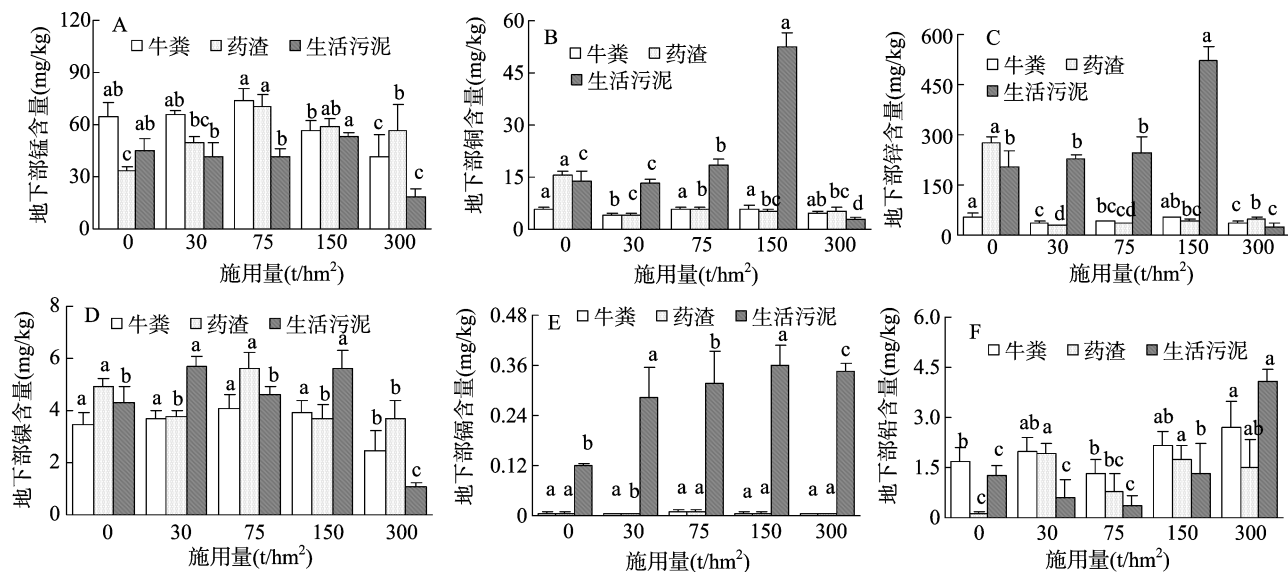 地下部锰含量(mg/kg)
120
90
60
30
0
A
牛粪 药渣 生活污泥
ab c ab
ab bc b
a a b
b ab a
c b c
0 30 75 150 300
施用量(t/hm²)
地下部铜含量(mg/kg)
60
45
30
15
0
B
牛粪 药渣
生活污泥
a a c
b c c
a b b
a bc a
ab bc d
0 30 75 150 300
施用量(t/hm²)
地下部锌含量(mg/kg)
600
450
300
150
0
C
牛粪 药渣
生活污泥
a a b
c d b
bc cd b
ab bc a
c b c
0 30 75 150 300
施用量(t/hm²)
地下部镍含量(mg/kg)
8
6
4
2
0
D
牛粪 药渣 生活污泥
a a b
a b a
a a b
a b a
b b c
0 30 75 150 300
施用量(t/hm²)
地下部镉含量(mg/kg)
0.48
0.36
0.24
0.12
0
E
牛粪 药渣 生活污泥
a a b
a b a
a a b
a a a
a a c
0 30 75 150 300
施用量(t/hm²)
地下部铅含量(mg/kg)
6.0
4.5
3.0
1.5
0
F
牛粪 药渣 生活污泥
b c c
ab a c
b bc c
ab a b
a ab a
0 30 75 150 300
施用量(t/hm²)